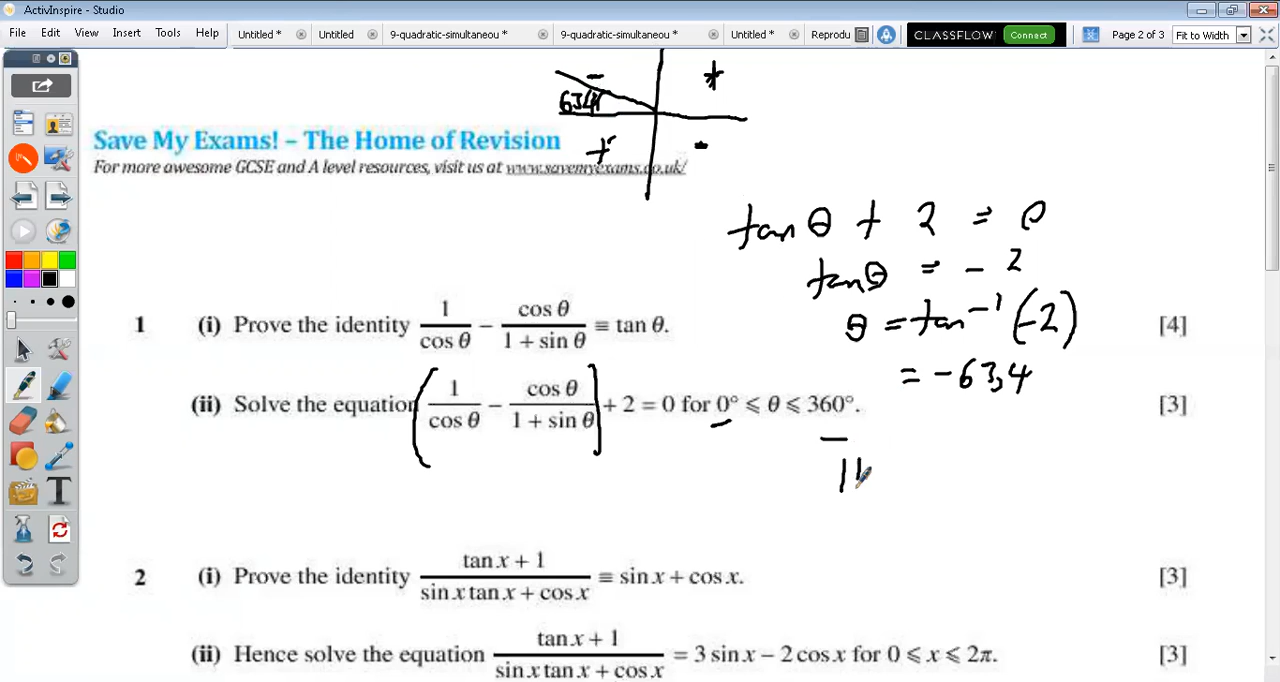 ActivInspire - Studio
File Edit View Insert Tools Help Untitled * Untitled 9-quadratic-simultaneou * 9-quadratic-simultaneou * Untitled * Reprodu CLASSFLOW Connect Page 2 of 3 Fit to Width
− +
634
+ -
Save My Exams! – The Home of Revision
For more awesome GCSE and A level resources, visit us at www.savemyexams.co.uk/
tan θ + 2 = 0
tan θ = - 2
θ = tan⁻¹ (-2)
= -63,4
1 (i) Prove the identity 1/cos θ − cos θ/(1 + sin θ) ≡ tan θ. [4]
(ii) Solve the equation (1/cos θ − cos θ/(1 + sin θ)) + 2 = 0 for 0° ⩽ θ ⩽ 360°. [3]
11
2 (i) Prove the identity (tan x + 1)/(sin x tan x + cos x) ≡ sin x + cos x. [3]
(ii) Hence solve the equation (tan x + 1)/(sin x tan x + cos x) = 3 sin x − 2 cos x for 0 ⩽ x ⩽ 2π. [3]